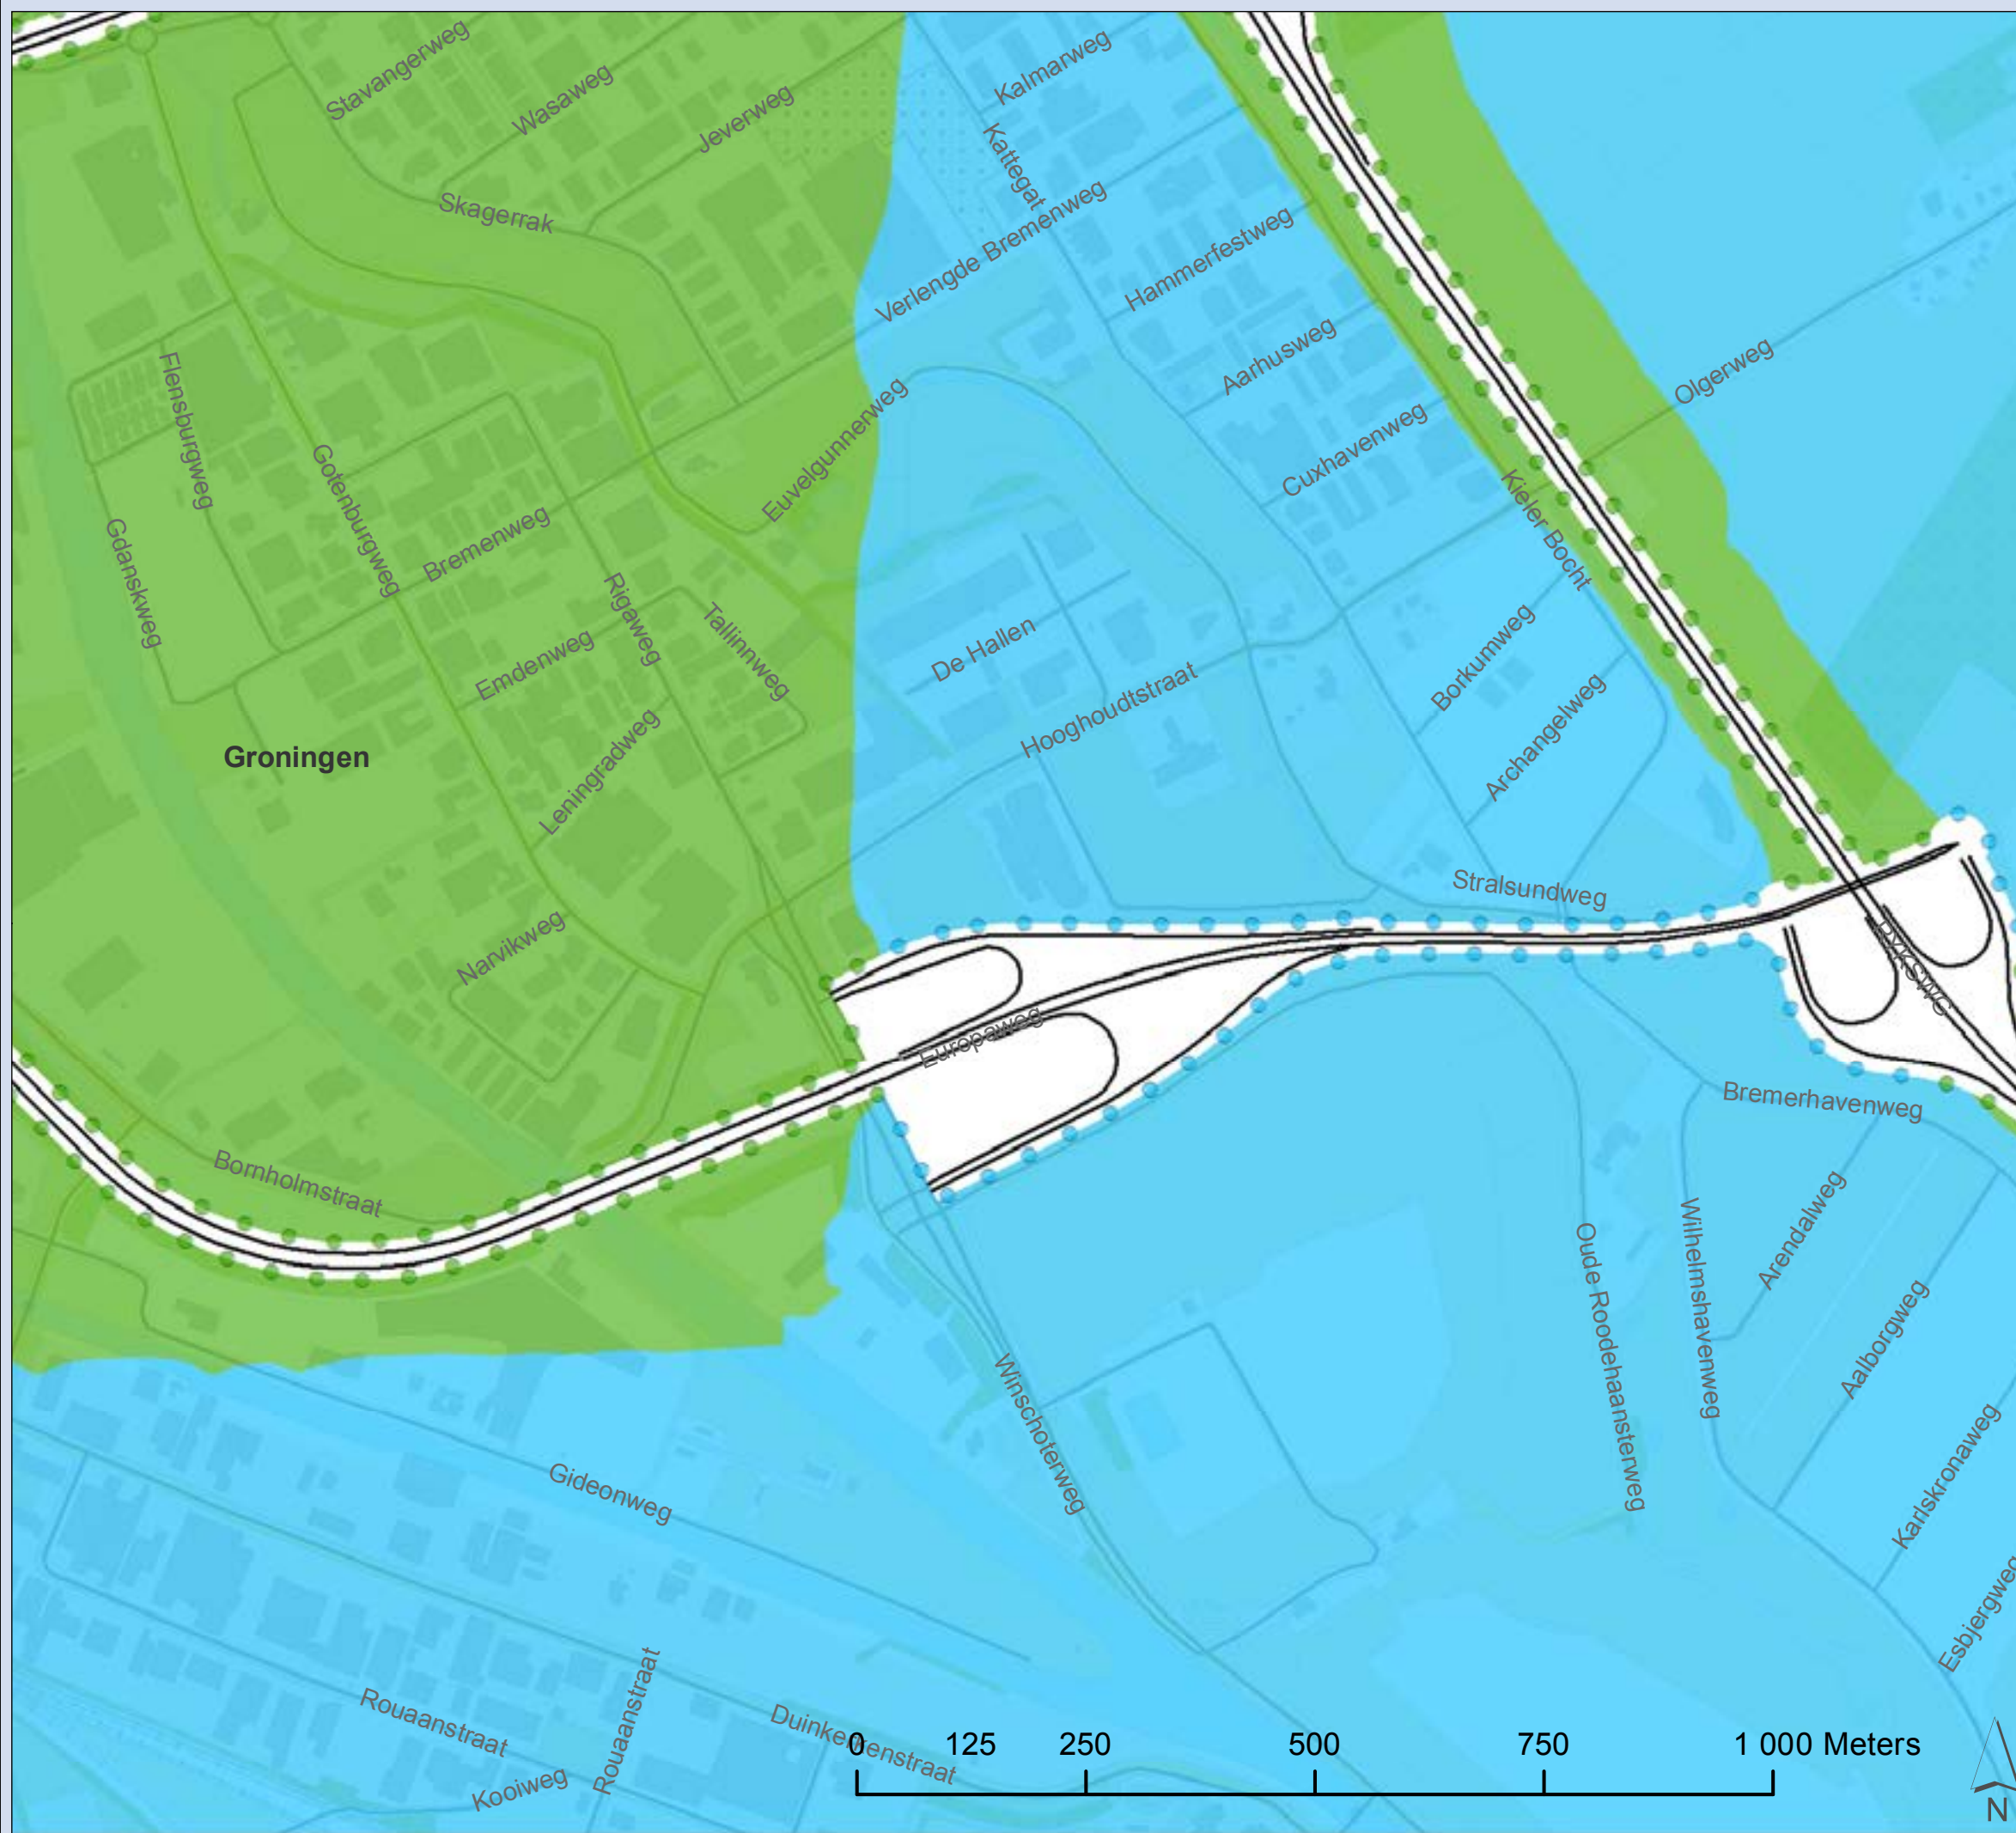 Stavangerweg
Wasaweg
Jeverweg
Kalmarweg
Kattegat
Skagerrak
Verlengde Bremenweg
Hammerfestweg
Aarhusweg
Olgerweg
Flensburgweg
Euvelgunnerweg
Cuxhavenweg
Gotenburgweg
Kieler Bocht
Bremenweg
Gdanskweg
Rigaweg
Tallinnweg
De Hallen
Borkumweg
Emdenweg
Hooghoudtstraat
Archangelweg
Groningen
Leningradweg
Stralsundweg
Narvikweg
RYKSWG
Europaweg
Bremerhavenweg
Bornholmstraat
Arendalweg
Wilhelmshavenweg
Oude Roodehaansterweg
Aalborgweg
Winschoterweg
Karlskronaweg
Gideonweg
Esbjergweg
Rouaanstraat
Rouaanstraat
Duinkerkenstraat
Kooiweg
0 125 250 500 750 1 000 Meters
N